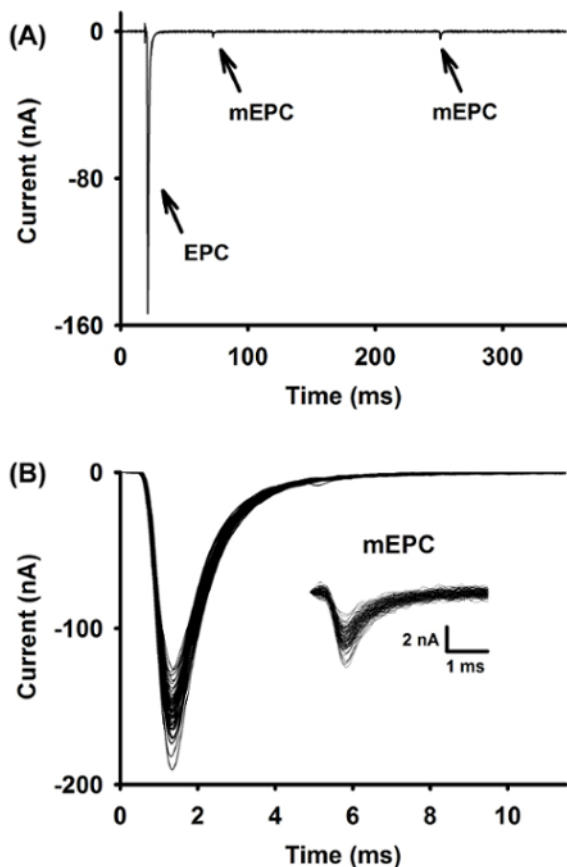 (A)
Current (nA)
0
-80
-160
mEPC
mEPC
EPC
0
100
200
300
Time (ms)
(B)
Current (nA)
0
-100
-200
mEPC
2 nA
1 ms
0
2
4
6
8
10
Time (ms)